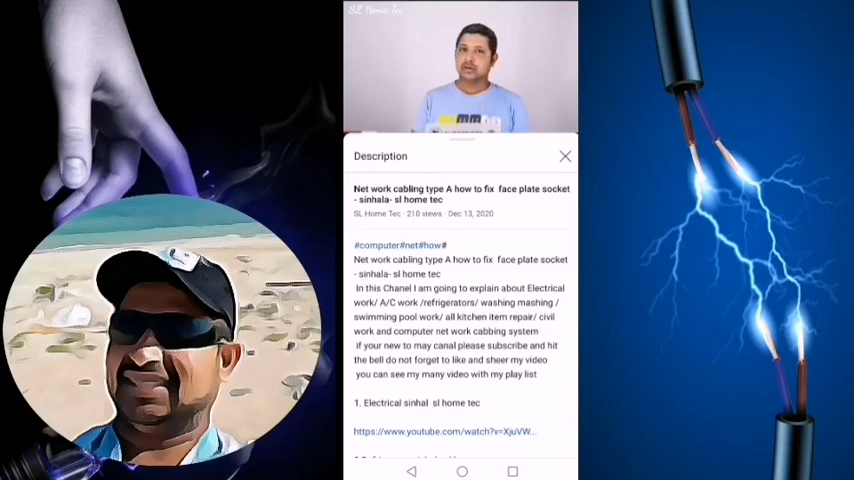 SL Home Tec
Description
Net work cabling type A how to fix face plate socket
- sinhala- sl home tec
SL Home Tec · 210 views · Dec 13, 2020
#computer#net#how#
Net work cabling type A how to fix face plate socket
- sinhala- sl home tec
In this Chanel I am going to explain about Electrical
work/ A/C work /refrigerators/ washing mashing /
swimming pool work/ all kitchen item repair/ civil
work and computer net work cabbing system
if your new to may canal please subscribe and hit
the bell do not forget to like and sheer my video
you can see my many video with my play list
1. Electrical sinhal sl home tec
https://www.youtube.com/watch?v=XjuVW...